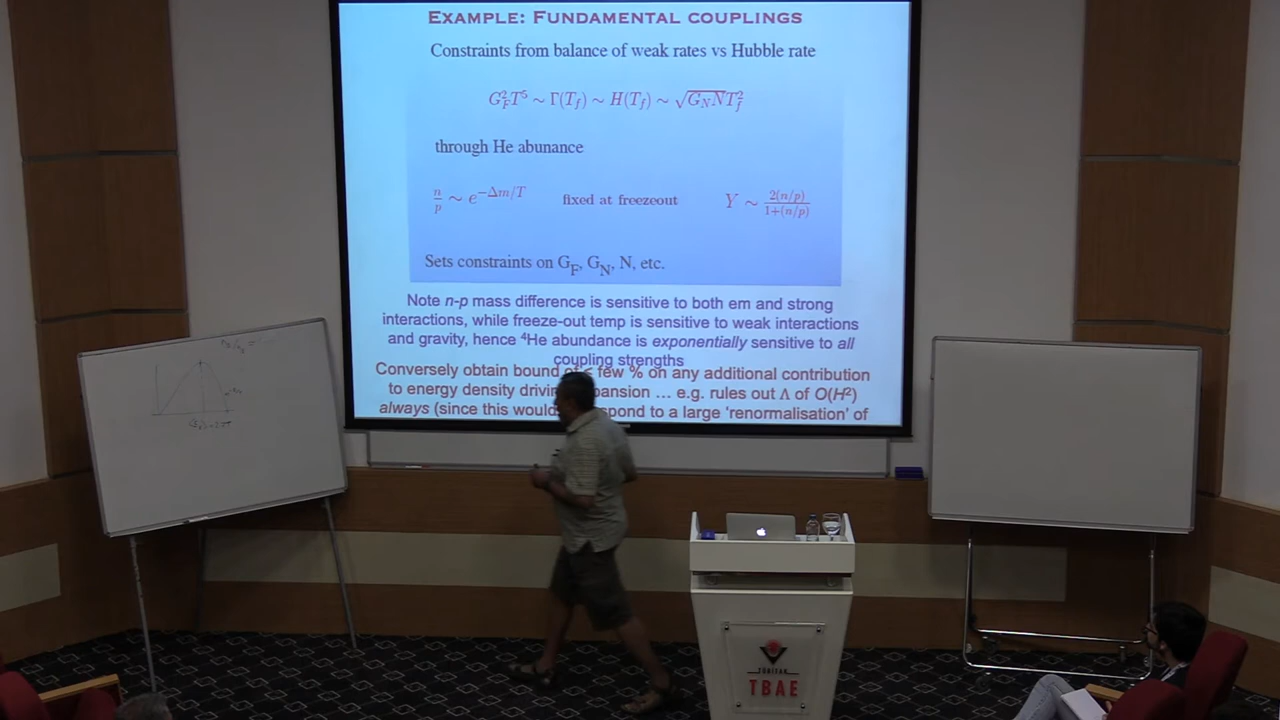 EXAMPLE: FUNDAMENTAL COUPLINGS
Constraints from balance of weak rates vs Hubble rate
G_F^2 T^5 ∼ Γ(T_f) ∼ H(T_f) ∼ √(G_N N) T_f^2
through He abunance
n/p ∼ e^{−Δm/T} fixed at freezeout Y ∼ 2(n/p)/(1+(n/p))
Sets constraints on G_F, G_N, N, etc.
Note n-p mass difference is sensitive to both em and strong
interactions, while freeze-out temp is sensitive to weak interactions
and gravity, hence ⁴He abundance is exponentially sensitive to all
coupling strengths
Conversely obtain bound of < few % on any additional contribution
to energy density ... e.g. rules out Λ of O(H²)
always (since this would to a large 'renormalisation' of
TÜBİTAK
TBAE